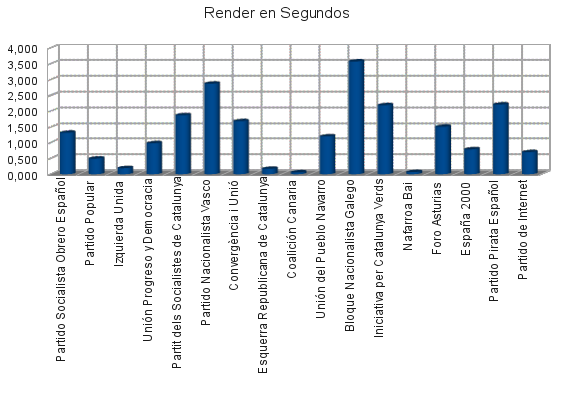 Render en Segundos
4,000
3,500
3,000
2,500
2,000
1,500
1,000
0,500
0,000
Partido Socialista Obrero Español
Partido Popular
Izquierda Unida
Unión Progreso y Democracia
Partit dels Socialistes de Catalunya
Partido Nacionalista Vasco
Convergència i Unió
Esquerra Republicana de Catalunya
Coalición Canaria
Unión del Pueblo Navarro
Bloque Nacionalista Galego
Iniciativa per Catalunya Verds
Nafarroa Bai
Foro Asturias
España 2000
Partido Pirata Español
Partido de Internet